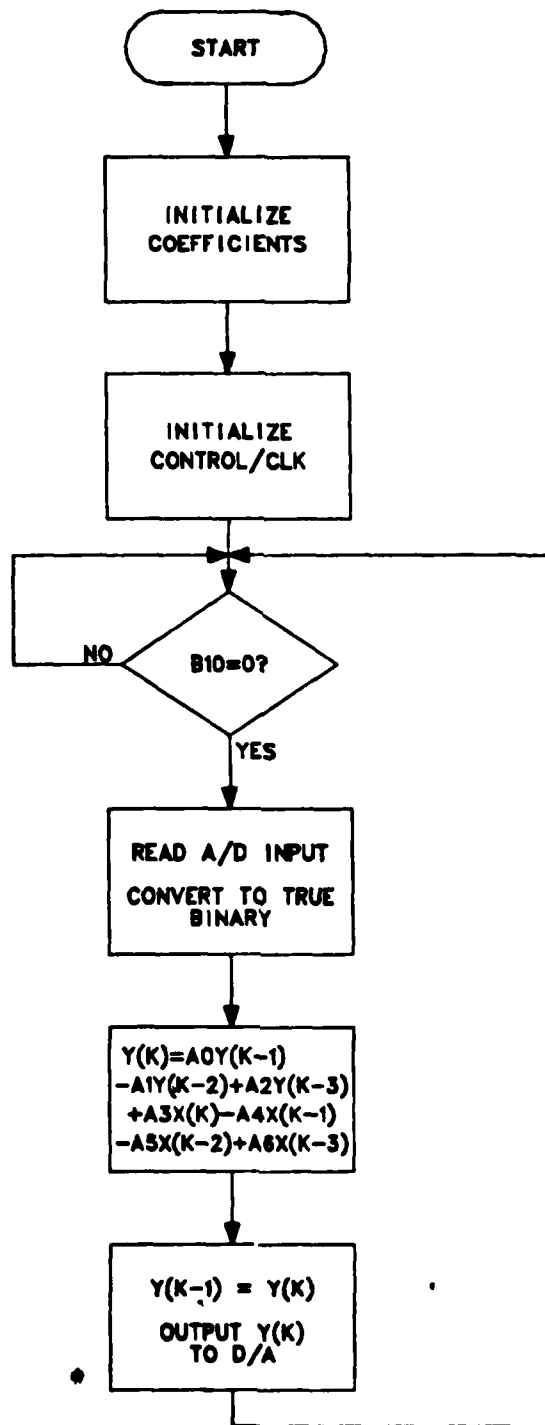 START
INITIALIZE
COEFFICIENTS
INITIALIZE
CONTROL/CLK
B10=0?
NO
YES
READ A/D INPUT
CONVERT TO TRUE
BINARY
Y(K)=A0Y(K-1)
-A1Y(K-2)+A2Y(K-3)
+A3X(K)-A4X(K-1)
-A5X(K-2)+A6X(K-3)
Y(K-1) = Y(K)
OUTPUT Y(K)
TO D/A